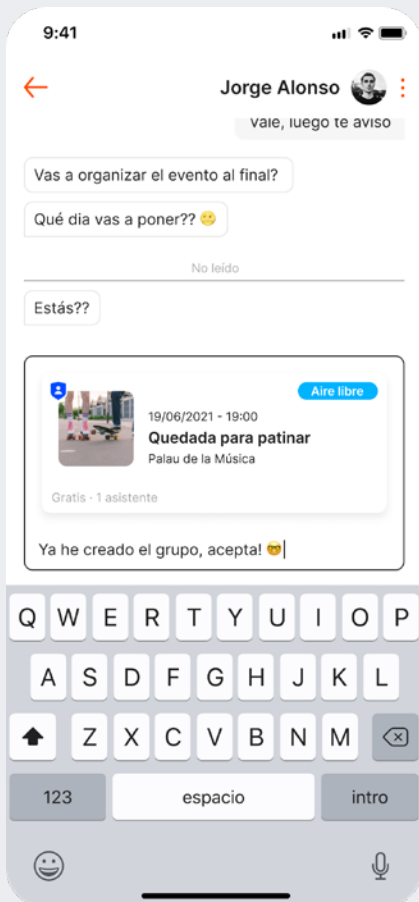 9:41
Jorge Alonso
Vale, luego te aviso
Vas a organizar el evento al final?
Qué dia vas a poner?? 😕
No leído
Estás??
Aire libre
19/06/2021 - 19:00
Quedada para patinar
Palau de la Música
Gratis · 1 asistente
Ya he creado el grupo, acepta! 🤓
Q W E R T Y U I O P
A S D F G H J K L
Z X C V B N M
123 espacio intro